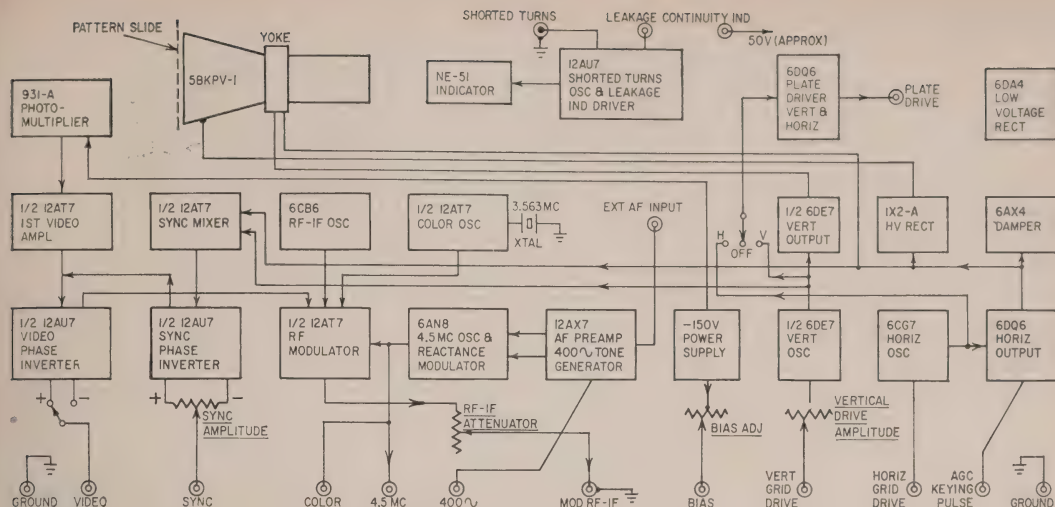 SHORTED TURNS
LEAKAGE CONTINUITY IND
50V (APPROX)
PATTERN SLIDE
YOKE
5BKPV-1
931-A
PHOTO-
MULTIPLIER
NE-51
INDICATOR
12AU7
SHORTED TURNS
OSC & LEAKAGE
IND DRIVER
6DQ6
PLATE
DRIVER
VERT &
HORIZ
PLATE
DRIVE
6DA4
LOW
VOLTAGE
RECT
1/2 12AT7
1ST VIDEO
AMPL
1/2 12AT7
SYNC MIXER
6CB6
RF-IF OSC
1/2 12AT7
COLOR OSC
3.563MC
XTAL
EXT AF INPUT
H
OFF
V
1/2 6DE7
VERT
OUTPUT
1X2-A
HV RECT
6AX4
DAMPER
1/2 12AU7
VIDEO
PHASE
INVERTER
1/2 12AU7
SYNC
PHASE
INVERTER
1/2 12AT7
RF
MODULATOR
6AN8
4.5MC OSC &
REACTANCE
MODULATOR
12AX7
AF PREAMP
400∿ TONE
GENERATOR
-150V
POWER
SUPPLY
1/2 6DE7
VERT
OSC
6CG7
HORIZ
OSC
6DQ6
HORIZ
OUTPUT
+ -
+ -
SYNC
AMPLITUDE
RF-IF
ATTENUATOR
BIAS ADJ
VERTICAL
DRIVE
AMPLITUDE
GROUND
VIDEO
SYNC
COLOR
4.5MC
400∿
MOD RF-IF
BIAS
VERT
GRID
DRIVE
HORIZ
GRID
DRIVE
AGC
KEYING
PULSE
GROUND